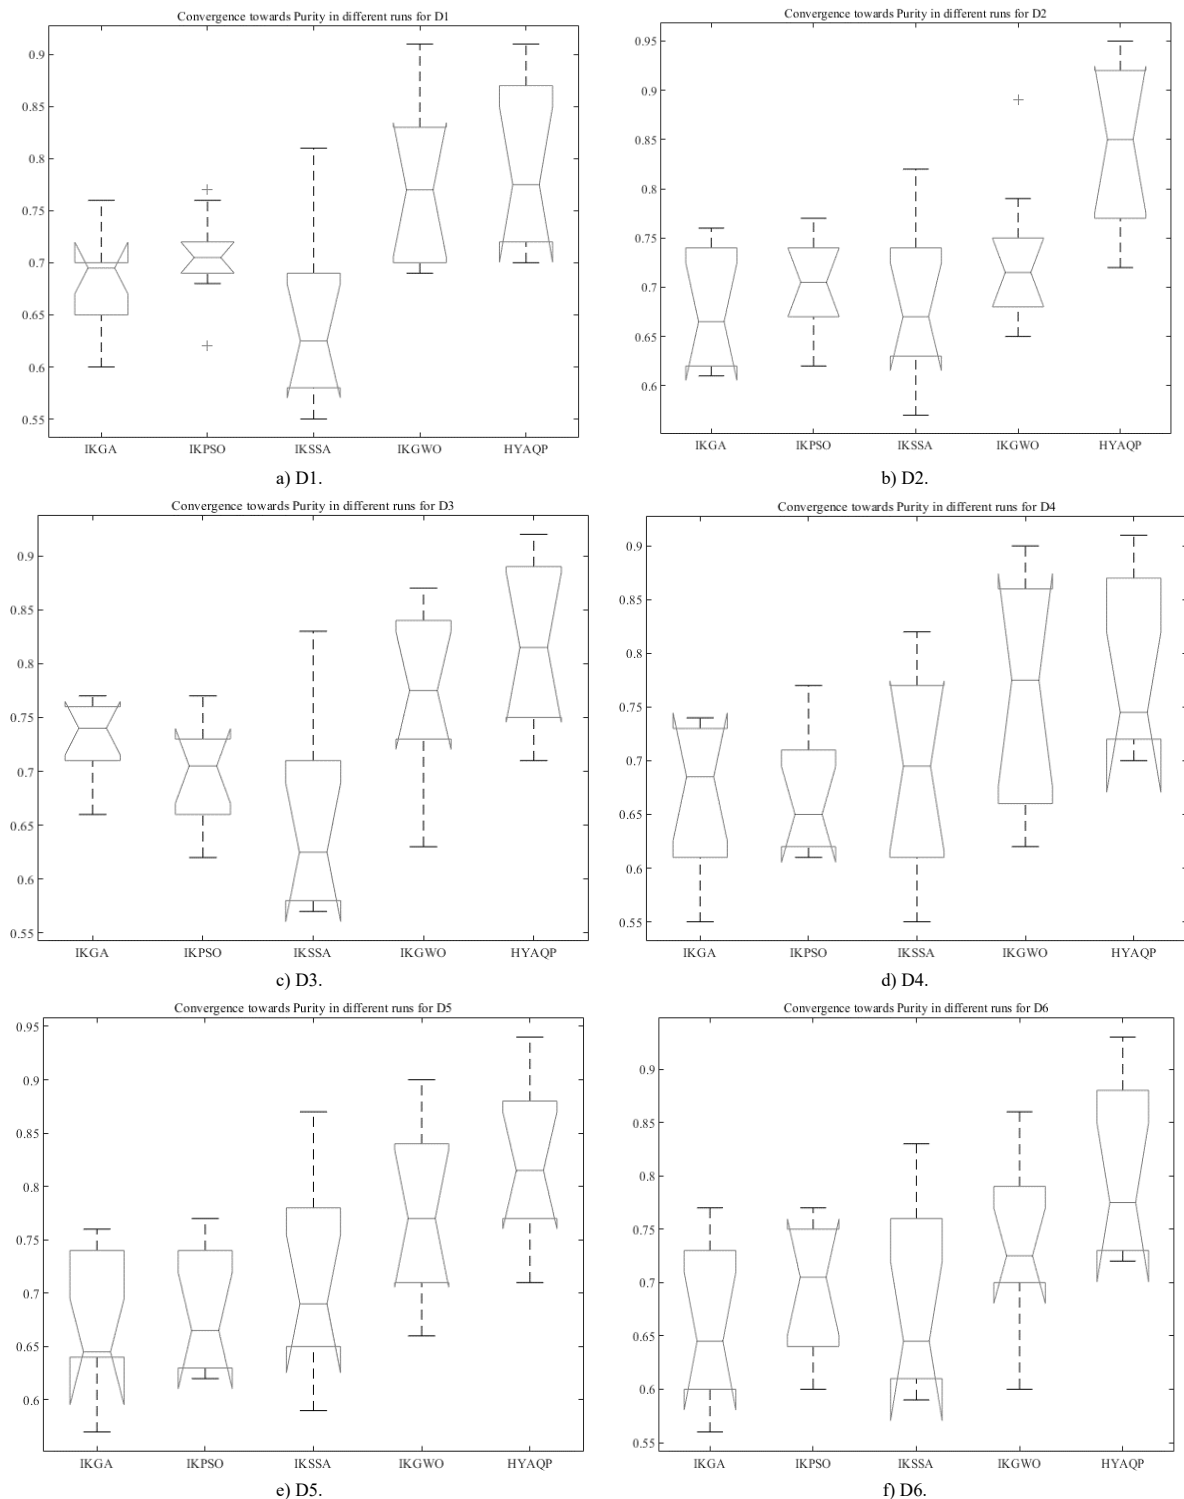 Convergence towards Purity in different runs for D1
0.9
0.85
0.8
0.75
0.7
0.65
0.6
0.55
IKGA IKPSO IKSSA IKGWO HYAQP
a) D1.
Convergence towards Purity in different runs for D2
0.95
0.9
0.85
0.8
0.75
0.7
0.65
0.6
IKGA IKPSO IKSSA IKGWO HYAQP
b) D2.
Convergence towards Purity in different runs for D3
0.9
0.85
0.8
0.75
0.7
0.65
0.6
0.55
IKGA IKPSO IKSSA IKGWO HYAQP
c) D3.
Convergence towards Purity in different runs for D4
0.9
0.85
0.8
0.75
0.7
0.65
0.6
0.55
IKGA IKPSO IKSSA IKGWO HYAQP
d) D4.
Convergence towards Purity in different runs for D5
0.95
0.9
0.85
0.8
0.75
0.7
0.65
0.6
IKGA IKPSO IKSSA IKGWO HYAQP
e) D5.
Convergence towards Purity in different runs for D6
0.9
0.85
0.8
0.75
0.7
0.65
0.6
0.55
IKGA IKPSO IKSSA IKGWO HYAQP
f) D6.